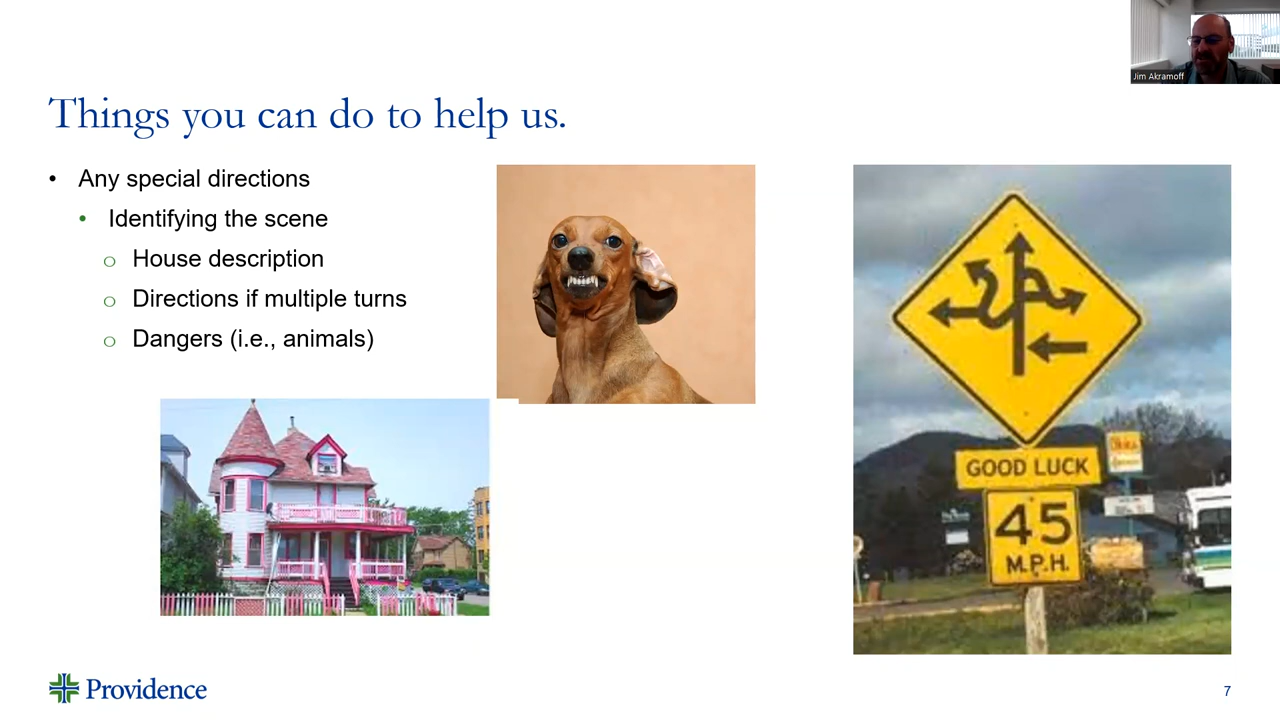 Jim Akramoff
Things you can do to help us.
• Any special directions
• Identifying the scene
o House description
o Directions if multiple turns
o Dangers (i.e., animals)
GOOD LUCK
45
M.P.H.
Providence
7